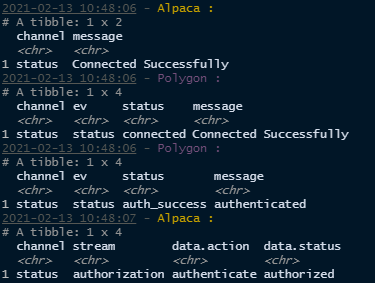 2021-02-13 10:48:06 - Alpaca :
# A tibble: 1 x 2
channel message
<chr> <chr>
1 status Connected Successfully
2021-02-13 10:48:06 - Polygon :
# A tibble: 1 x 4
channel ev status message
<chr> <chr> <chr> <chr>
1 status status connected Connected Successfully
2021-02-13 10:48:06 - Polygon :
# A tibble: 1 x 4
channel ev status message
<chr> <chr> <chr> <chr>
1 status status auth_success authenticated
2021-02-13 10:48:07 - Alpaca :
# A tibble: 1 x 4
channel stream data.action data.status
<chr> <chr> <chr> <chr>
1 status authorization authenticate authorized